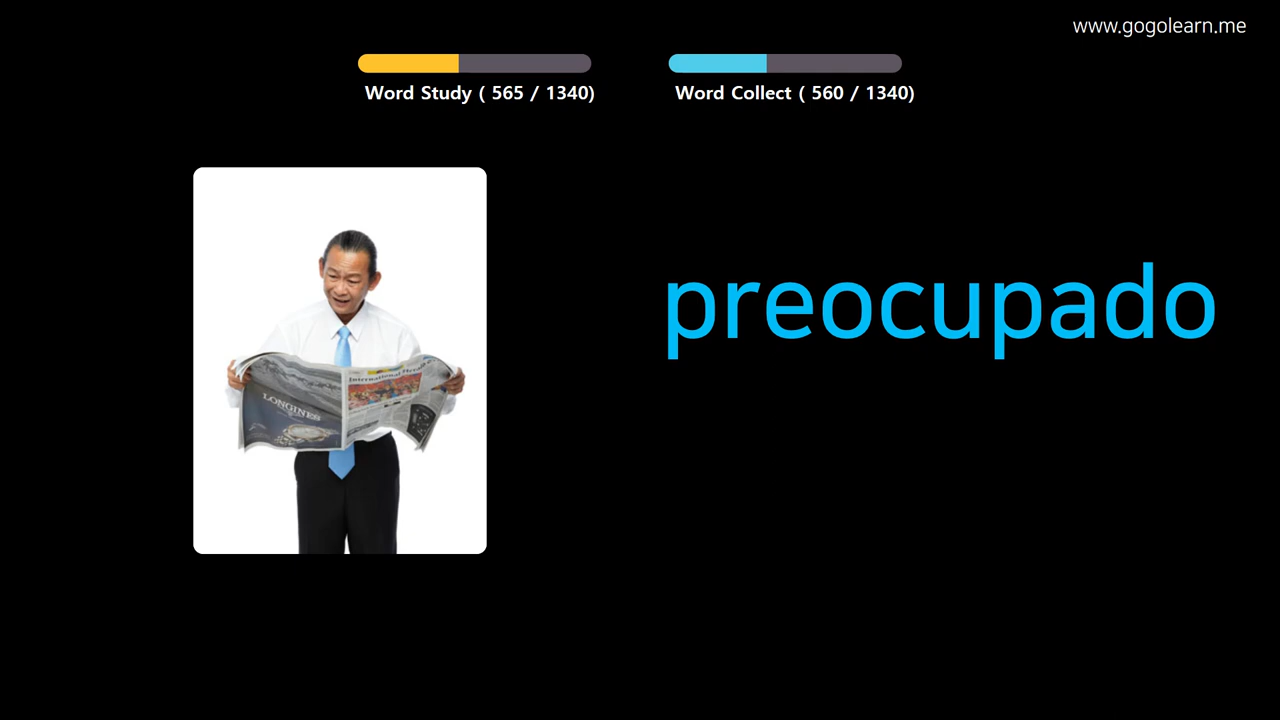 www.gogolearn.me
Word Study ( 565 / 1340)
Word Collect ( 560 / 1340)
preocupado
LONGINES
International Herald